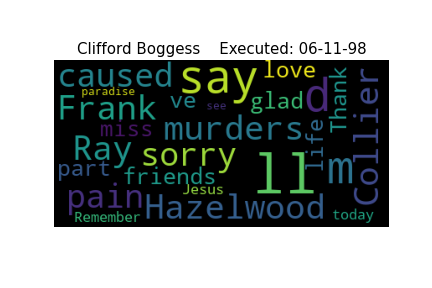 Clifford Boggess    Executed: 06-11-98
caused say love
paradise
Frank ve see glad d Thank
miss murders life Collier
Ray sorry ll m
part friends
pain Jesus
Hazelwood
Remember today